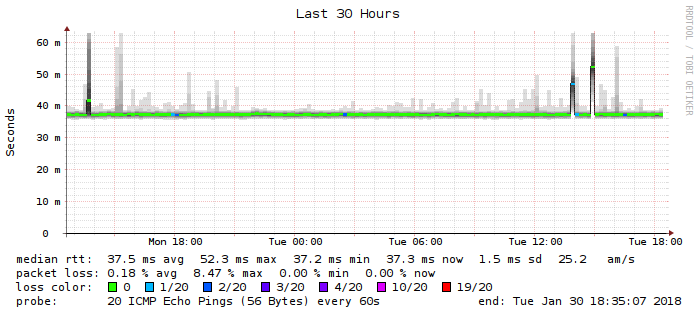 Last 30 Hours
RRDTOOL / TOBI OETIKER
Seconds
60 m
50 m
40 m
30 m
20 m
10 m
0
Mon 18:00 Tue 00:00 Tue 06:00 Tue 12:00 Tue 18:00
median rtt: 37.5 ms avg 52.3 ms max 37.2 ms min 37.3 ms now 1.5 ms sd 25.2 am/s
packet loss: 0.18 % avg 8.47 % max 0.00 % min 0.00 % now
loss color: 0 1/20 2/20 3/20 4/20 10/20 19/20
probe: 20 ICMP Echo Pings (56 Bytes) every 60s end: Tue Jan 30 18:35:07 2018